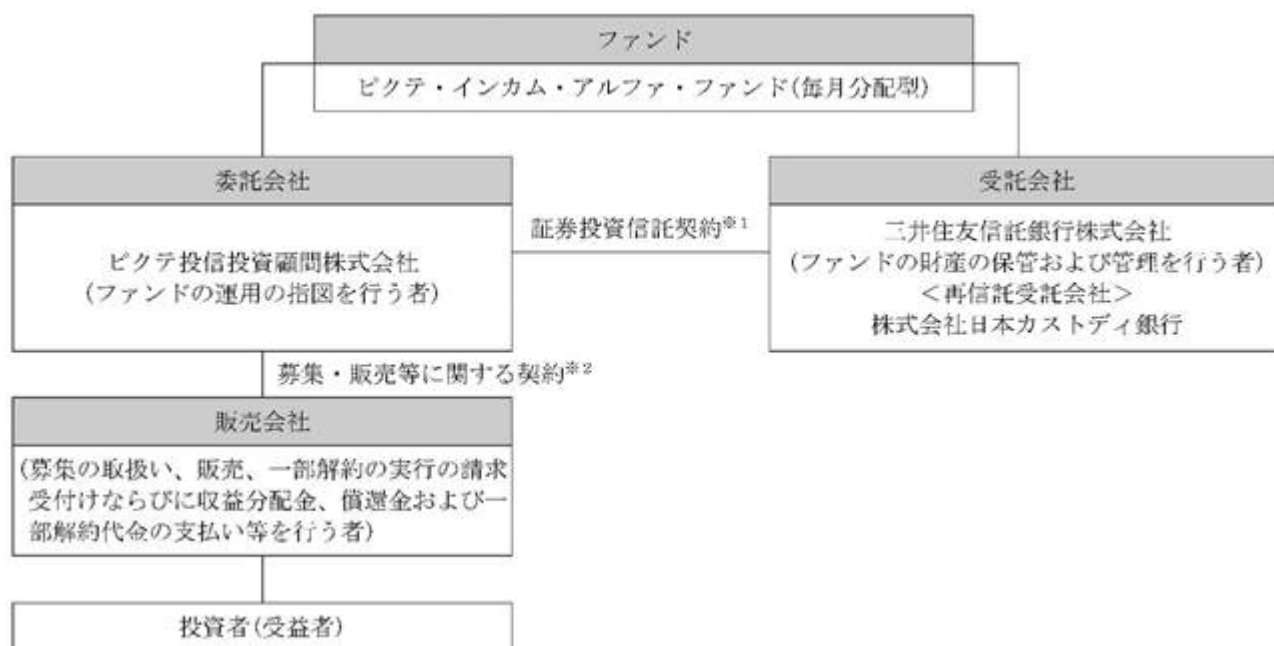 ファンド
ピクテ・インカム・アルファ・ファンド(毎月分配型)
委託会社
ピクテ投信投資顧問株式会社
(ファンドの運用の指図を行う者)
証券投資信託契約※1
受託会社
三井住友信託銀行株式会社
(ファンドの財産の保管および管理を行う者)
<再信託受託会社>
株式会社日本カストディ銀行
募集・販売等に関する契約※2
販売会社
(募集の取扱い、販売、一部解約の実行の請求
受付けならびに収益分配金、償還金および一
部解約代金の支払い等を行う者)
投資者(受益者)